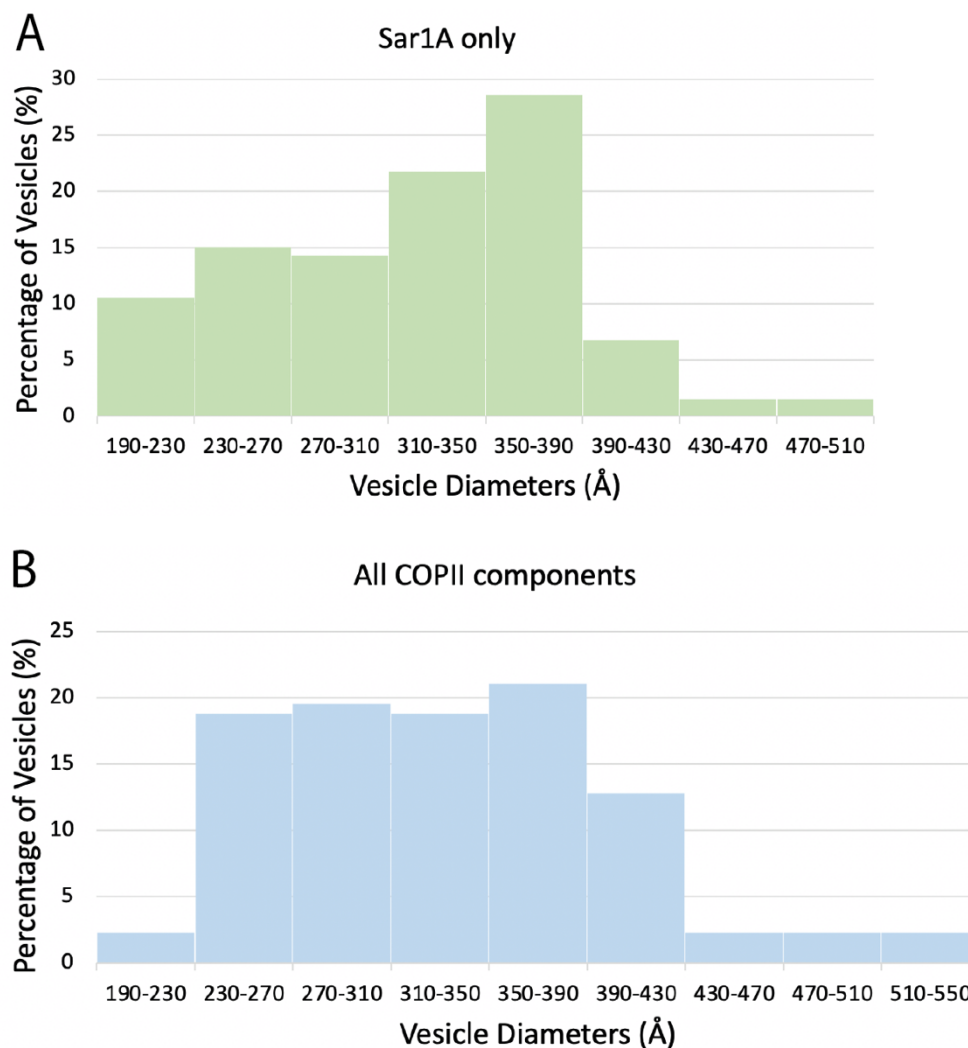 A
Sar1A only
Percentage of Vesicles (%)
30
25
20
15
10
5
0
190-230 230-270 270-310 310-350 350-390 390-430 430-470 470-510
Vesicle Diameters (Å)
B
All COPII components
Percentage of Vesicles (%)
25
20
15
10
5
0
190-230 230-270 270-310 310-350 350-390 390-430 430-470 470-510 510-550
Vesicle Diameters (Å)